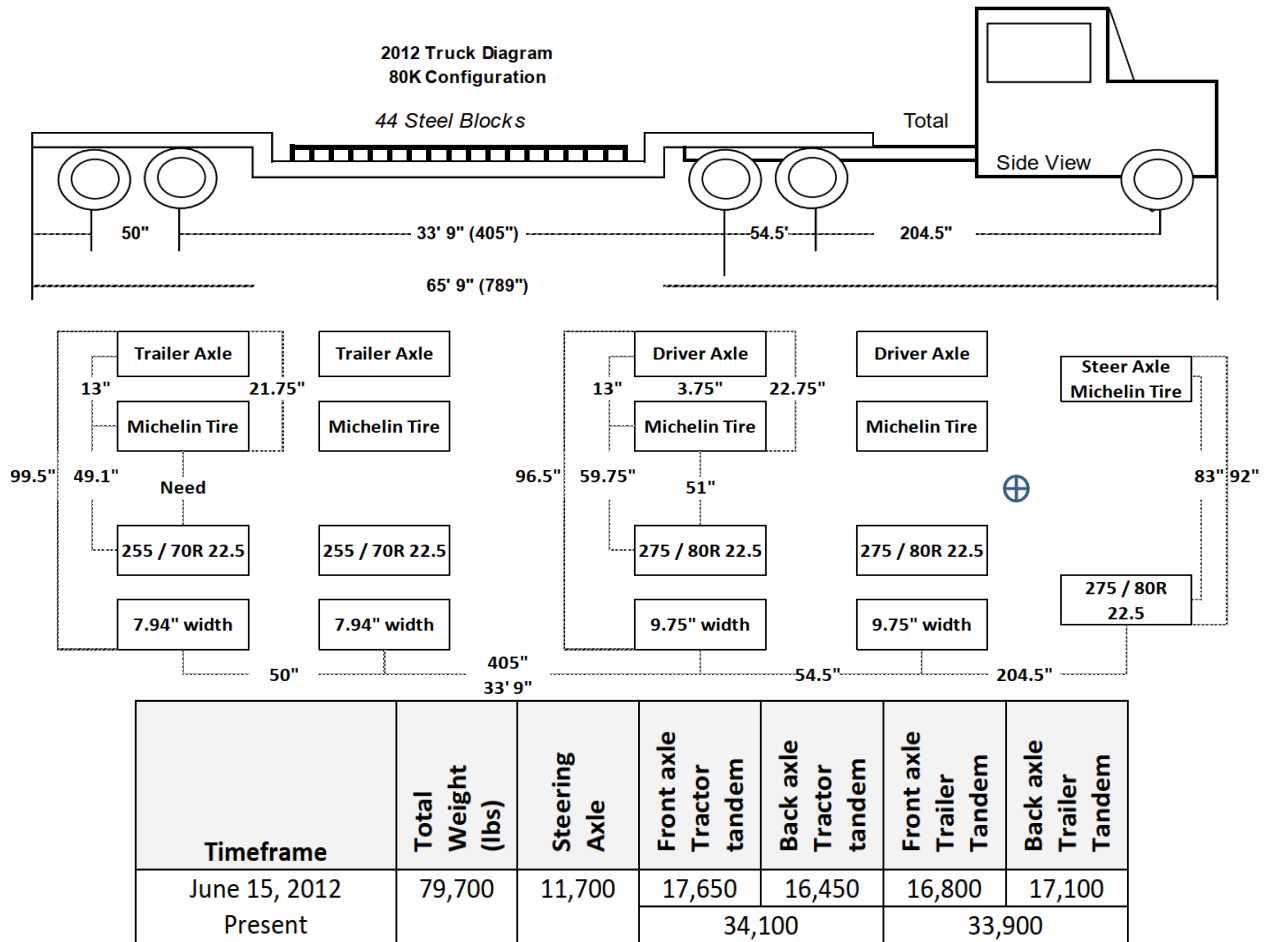 2012 Truck Diagram
80K Configuration
44 Steel Blocks
Total
Side View
50"
33' 9" (405")
54.5'
204.5"
65' 9" (789")
Trailer Axle
Trailer Axle
Driver Axle
Driver Axle
Steer Axle
Michelin Tire
13"
21.75"
13"
3.75"
22.75"
Michelin Tire
Michelin Tire
Michelin Tire
Michelin Tire
99.5"
49.1"
Need
96.5"
59.75"
51"
83"
92"
255 / 70R 22.5
255 / 70R 22.5
275 / 80R 22.5
275 / 80R 22.5
275 / 80R
22.5
7.94" width
7.94" width
9.75" width
9.75" width
50"
405"
33' 9"
54.5"
204.5"
Timeframe
Total
Weight
(lbs)
Steering
Axle
Front axle
Tractor
tandem
Back axle
Tractor
tandem
Front axle
Trailer
Tandem
Back axle
Trailer
Tandem
June 15, 2012
Present
79,700
11,700
17,650
16,450
16,800
17,100
34,100
33,900